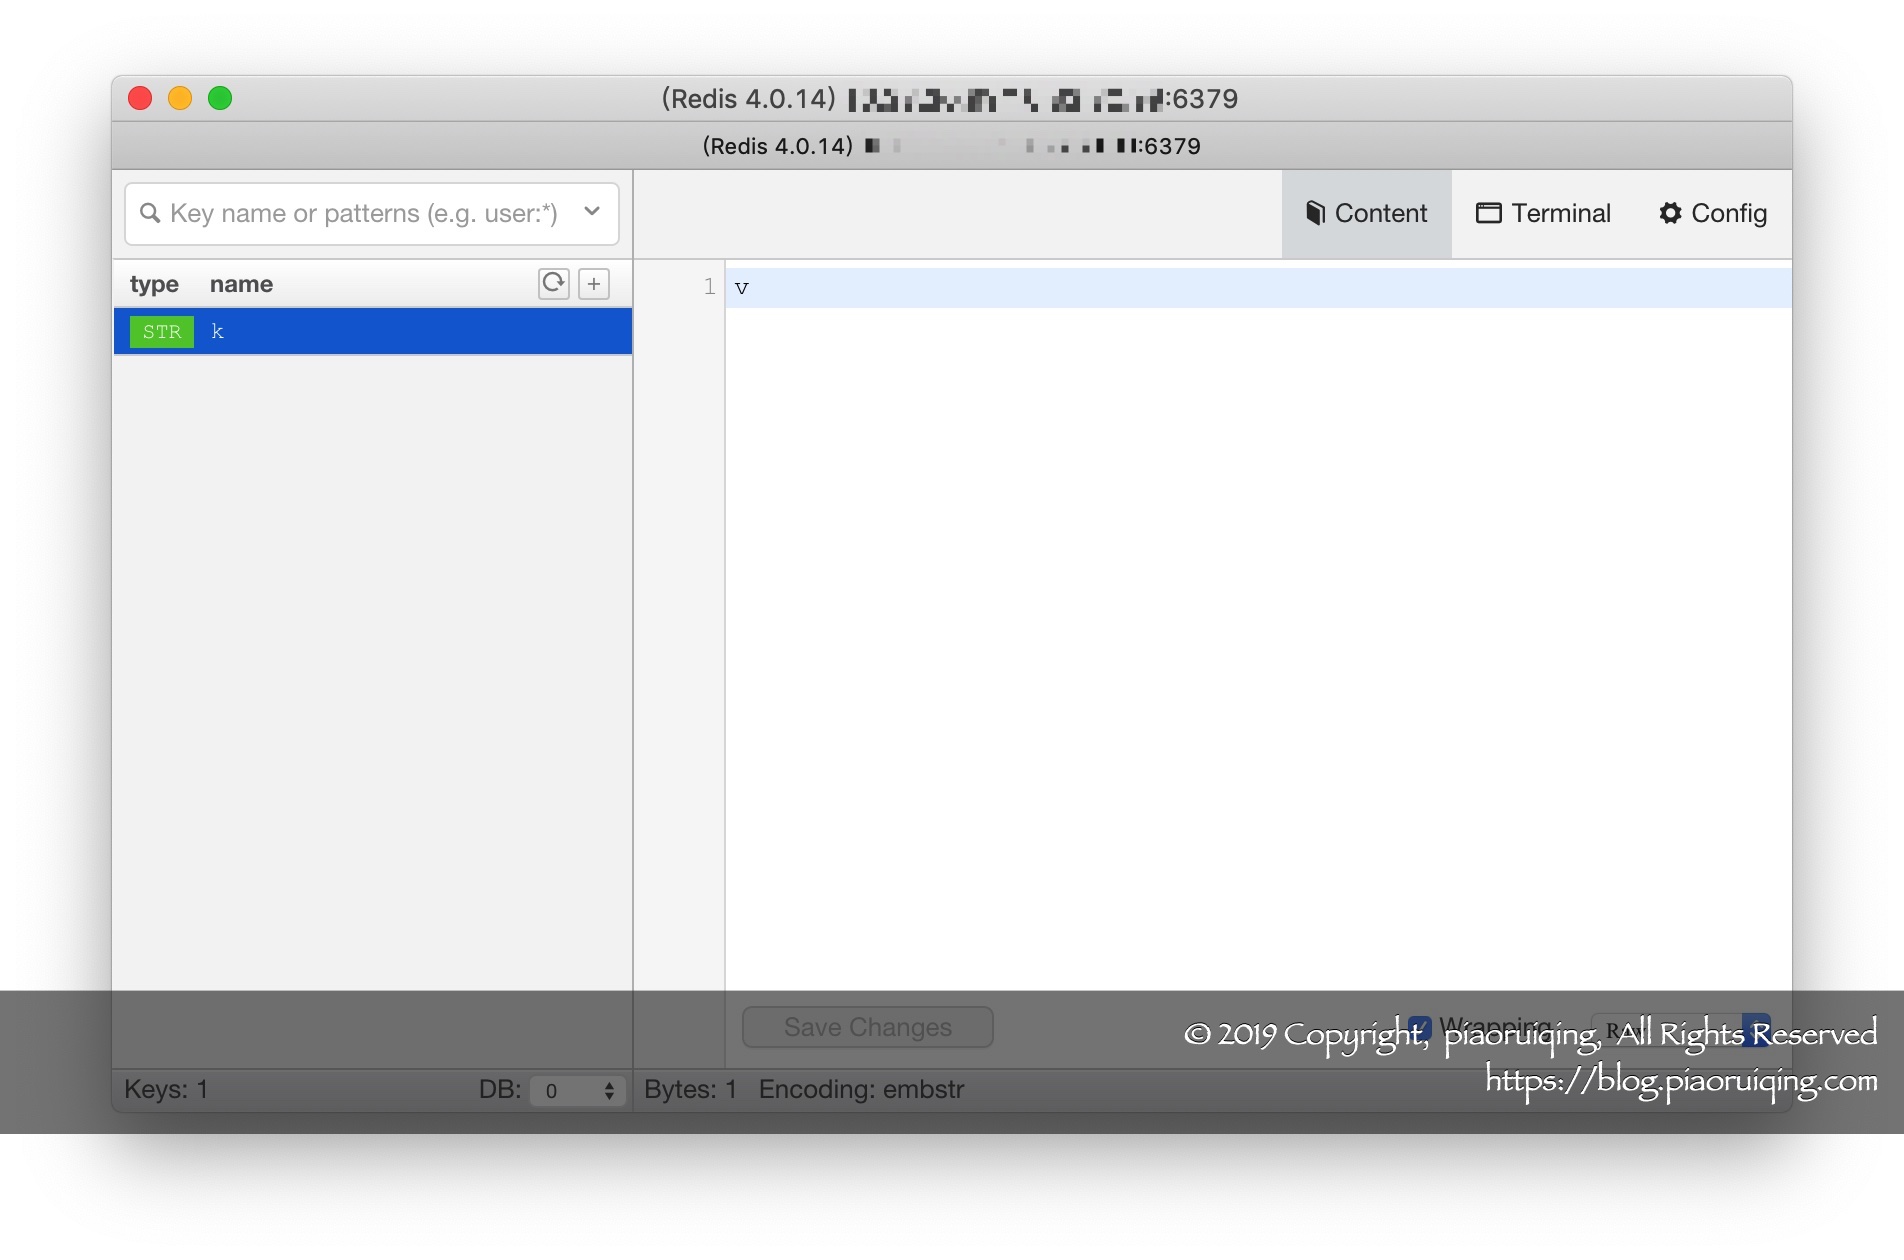 (Redis 4.0.14) :6379
(Redis 4.0.14) :6379
Key name or patterns (e.g. user:*)
Content
Terminal
Config
type name
+
1 v
STR k
Save Changes
Wrapping
Raw
© 2019 Copyright, piaoruiqing, All Rights Reserved
https://blog.piaoruiqing.com
Keys: 1
DB: 0
Bytes: 1 Encoding: embstr